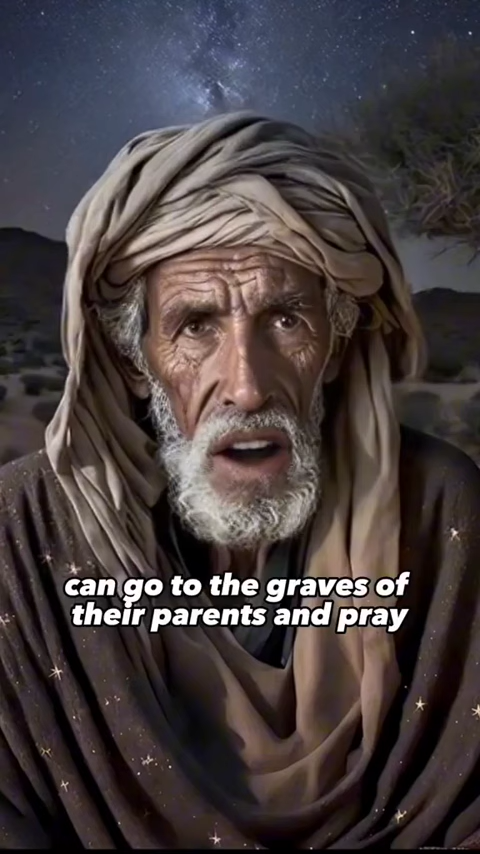 can go to the graves of
their parents and pray